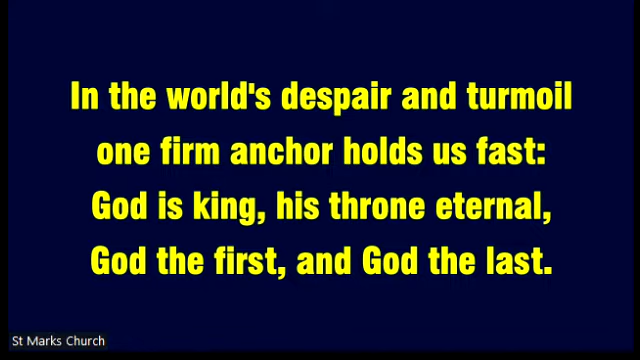 In the world's despair and turmoil
one firm anchor holds us fast:
God is king, his throne eternal,
God the first, and God the last.
St Marks Church